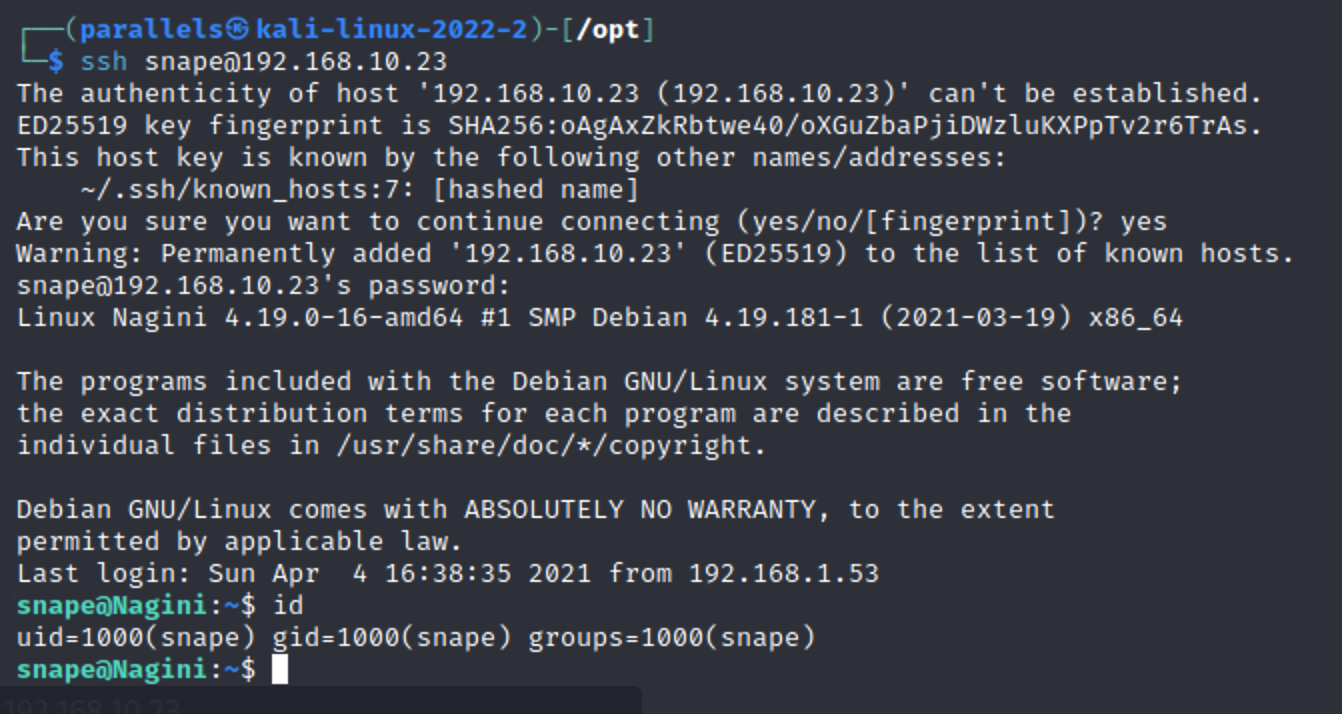 ┌──(parallels㉿kali-linux-2022-2)-[/opt]
└─$ ssh snape@192.168.10.23
The authenticity of host '192.168.10.23 (192.168.10.23)' can't be established.
ED25519 key fingerprint is SHA256:oAgAxZkRbtwe40/oXGuZbaPjiDWzluKXPpTv2r6TrAs.
This host key is known by the following other names/addresses:
    ~/.ssh/known_hosts:7: [hashed name]
Are you sure you want to continue connecting (yes/no/[fingerprint])? yes
Warning: Permanently added '192.168.10.23' (ED25519) to the list of known hosts.
snape@192.168.10.23's password:
Linux Nagini 4.19.0-16-amd64 #1 SMP Debian 4.19.181-1 (2021-03-19) x86_64

The programs included with the Debian GNU/Linux system are free software;
the exact distribution terms for each program are described in the
individual files in /usr/share/doc/*/copyright.

Debian GNU/Linux comes with ABSOLUTELY NO WARRANTY, to the extent
permitted by applicable law.
Last login: Sun Apr  4 16:38:35 2021 from 192.168.1.53
snape@Nagini:~$ id
uid=1000(snape) gid=1000(snape) groups=1000(snape)
snape@Nagini:~$
192.168.10.23